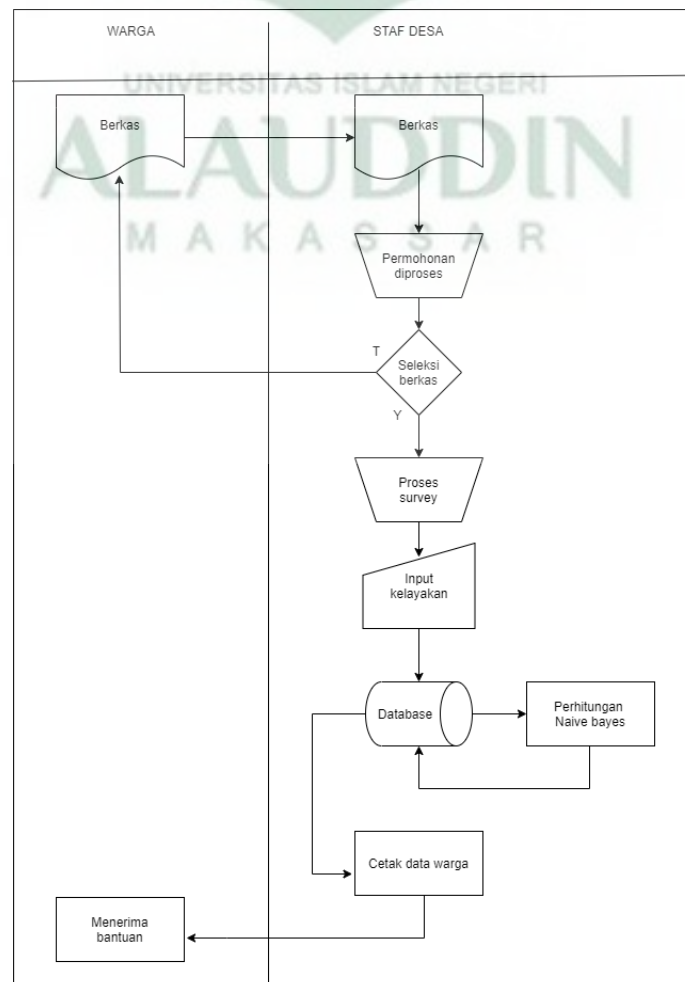 WARGA
STAF DESA
UNIVERSITAS ISLAM NEGERI
ALAUDDIN
MAKASSAR
Berkas
Berkas
Permohonan
diproses
T
Seleksi
berkas
Y
Proses
survey
Input
kelayakan
Database
Perhitungan
Naive bayes
Cetak data warga
Menerima
bantuan